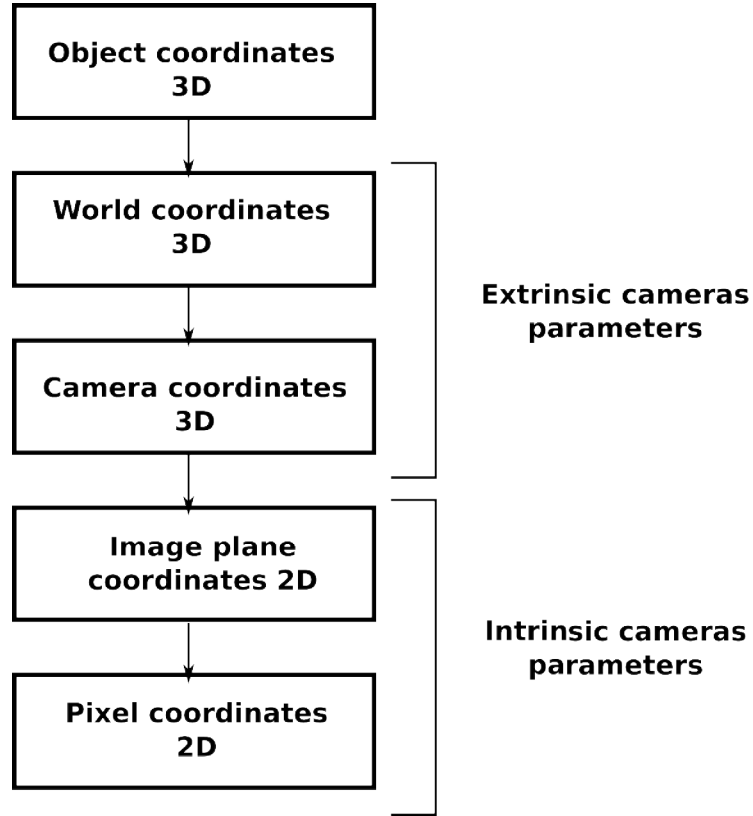 Object coordinates
3D
World coordinates
3D
Extrinsic cameras
parameters
Camera coordinates
3D
Image plane
coordinates 2D
Intrinsic cameras
parameters
Pixel coordinates
2D